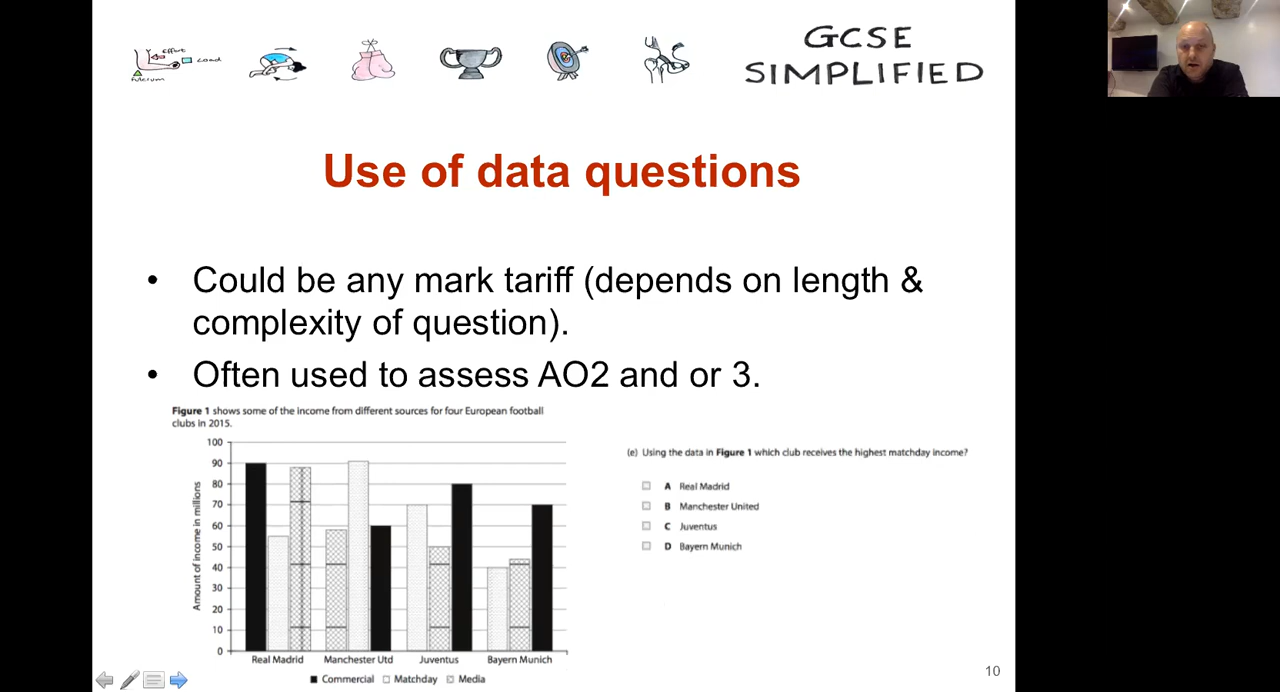 Effort
Load
fulcrum
GCSE
SIMPLIFIED
Use of data questions
• Could be any mark tariff (depends on length &
complexity of question).
• Often used to assess AO2 and or 3.
Figure 1 shows some of the income from different sources for four European football
clubs in 2015.
Amount of income in millions
100
90
80
70
60
50
40
30
20
10
0
Real Madrid
Manchester Utd
Juventus
Bayern Munich
Commercial
Matchday
Media
(e) Using the data in Figure 1 which club receives the highest matchday income?
A Real Madrid
B Manchester United
C Juventus
D Bayern Munich
10